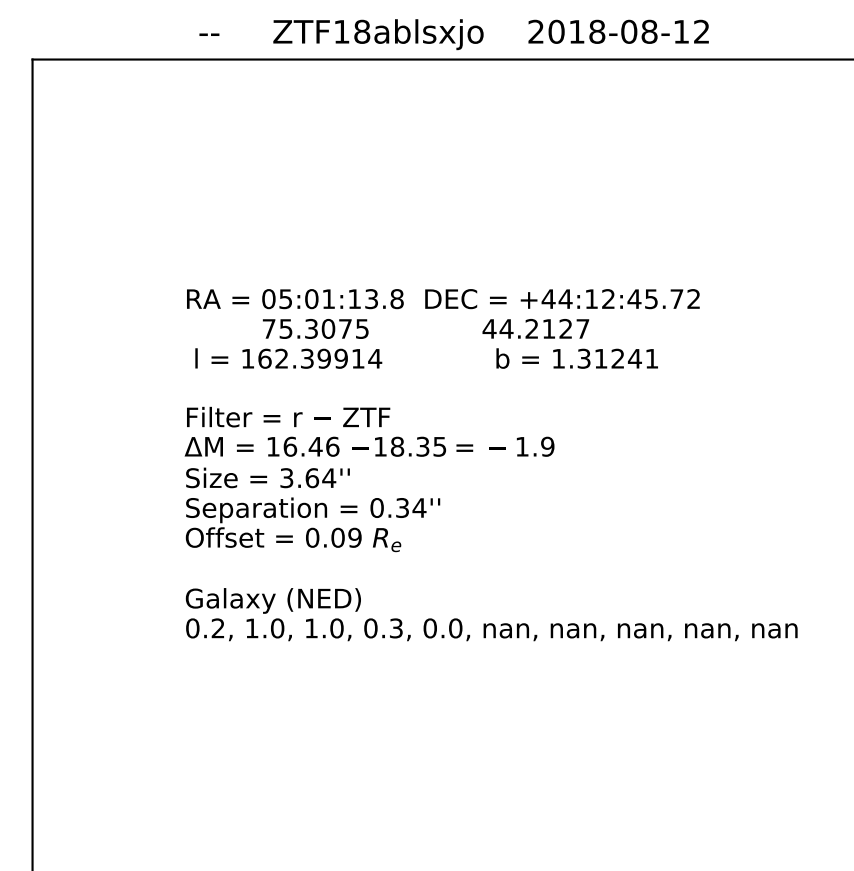 -- ZTF18ablsxjo 2018-08-12
RA = 05:01:13.8 DEC = +44:12:45.72
75.3075 44.2127
l = 162.39914 b = 1.31241
Filter = r − ZTF
ΔM = 16.46 −18.35 = − 1.9
Size = 3.64''
Separation = 0.34''
Offset = 0.09 Re
Galaxy (NED)
0.2, 1.0, 1.0, 0.3, 0.0, nan, nan, nan, nan, nan